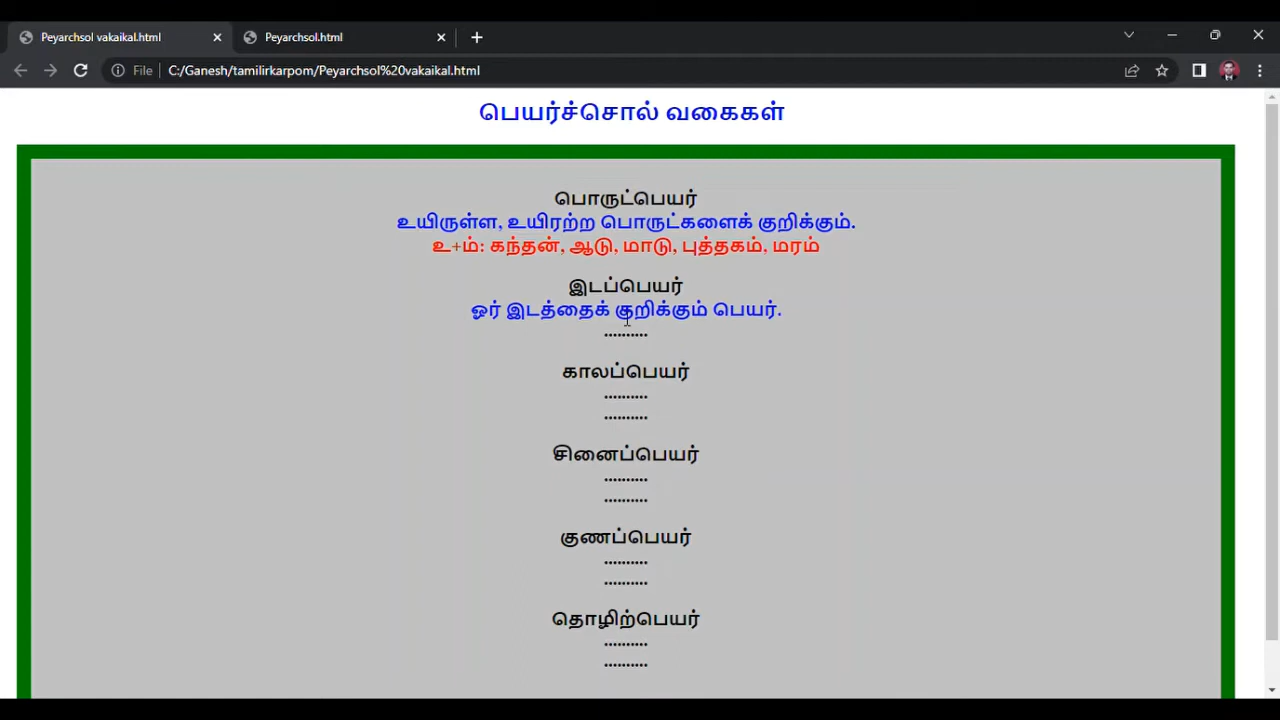 Peyarchsol vakaikal.html
Peyarchsol.html
File
C:/Ganesh/tamilirkarpom/Peyarchsol%20vakaikal.html
பெயர்ச்சொல் வகைகள்
பொருட்பெயர்
உயிருள்ள, உயிரற்ற பொருட்களைக் குறிக்கும்.
உ+ம்: கந்தன், ஆடு, மாடு, புத்தகம், மரம்
இடப்பெயர்
ஓர் இடத்தைக் குறிக்கும் பெயர்.
..........
காலப்பெயர்
..........
..........
சினைப்பெயர்
..........
..........
குணப்பெயர்
..........
..........
தொழிற்பெயர்
..........
..........